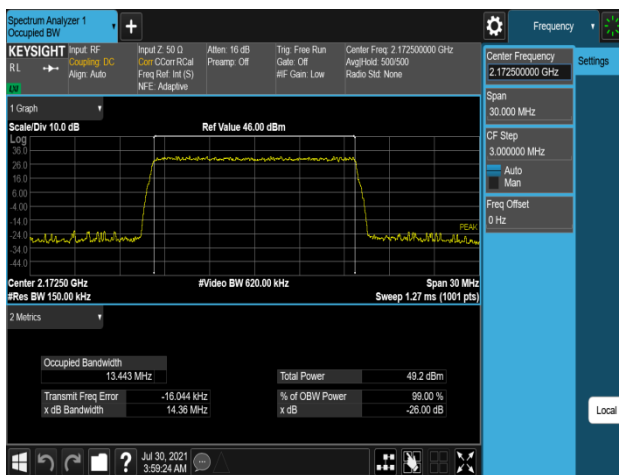 Spectrum Analyzer 1
Occupied BW
Frequency
KEYSIGHT
Input: RF
Coupling: DC
Align: Auto
Input Z: 50 Ω
Corr CCorr RCal
Freq Ref: Int (S)
NFE: Adaptive
Atten: 16 dB
Preamp: Off
Trig: Free Run
Gate: Off
#IF Gain: Low
Center Freq: 2.172500000 GHz
Avg|Hold: 500/500
Radio Std: None
R L
LXI
Center Frequency
2.172500000 GHz
Settings
Span
30.000 MHz
CF Step
3.000000 MHz
Auto
Man
Freq Offset
0 Hz
1 Graph
Scale/Div 10.0 dB
Ref Value 46.00 dBm
Log
36.0
26.0
16.0
6.00
-4.00
-14.0
-24.0
-34.0
-44.0
PEAK
Center 2.17250 GHz
#Video BW 620.00 kHz
Span 30 MHz
#Res BW 150.00 kHz
Sweep 1.27 ms (1001 pts)
2 Metrics
Occupied Bandwidth
13.443 MHz
Total Power
49.2 dBm
Transmit Freq Error
-16.044 kHz
% of OBW Power
99.00 %
x dB Bandwidth
14.36 MHz
x dB
-26.00 dB
Local
?
Jul 30, 2021
3:59:24 AM